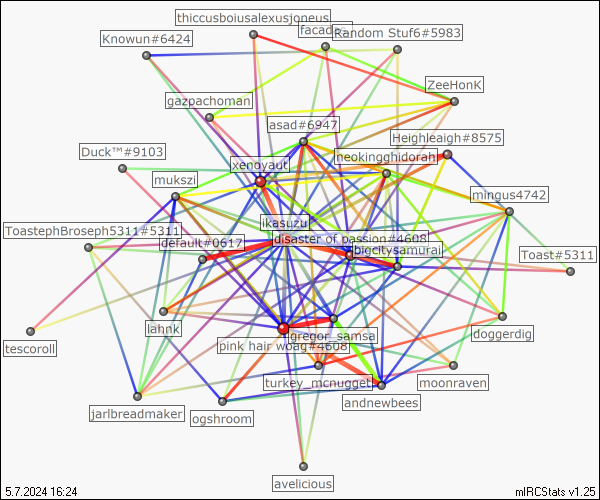 thiccusboiusalexusjoneus
Random Stuf6#5983
Knowun#6424
ZeeHonK
gazpachoman
asad#6947
Heighleaigh#8575
Duck™#9103
neokingghidorah
xenoyaut
mukszi
mingus4742
ikasuzu
ToastephBroseph5311#5311
default#0617
disaster of passion#4608
bigcitysamurai
Toast#5311
lahnk
gregor_samsa
doggerdig
pink hair woag#4608
tescoroll
turkey_mcnugget
moonraven
andnewbees
jarlbreadmaker
ogshroom
avelicious
5.7.2024 16:24
mIRCStats v1.25